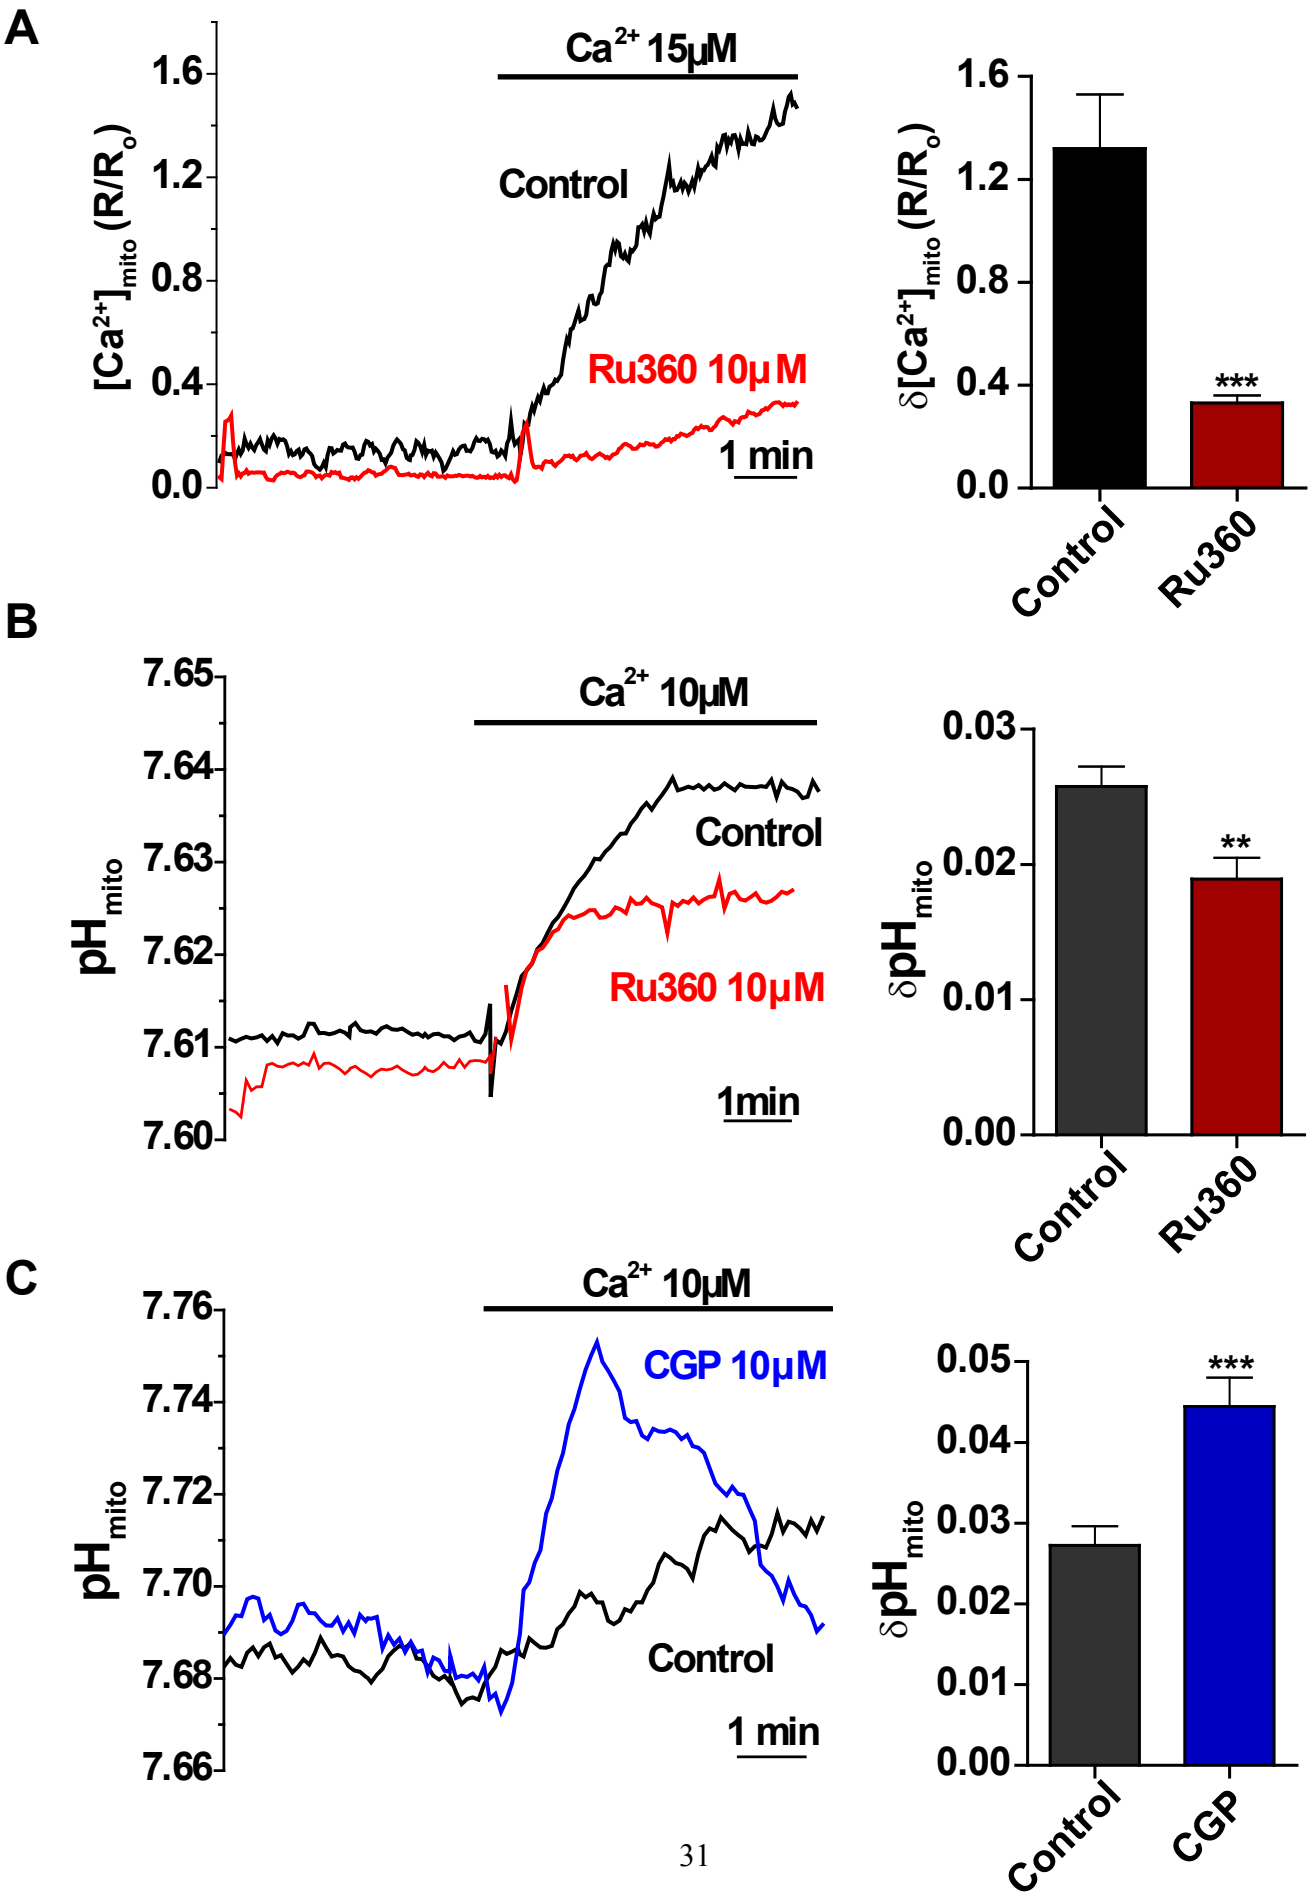 A
Ca2+ 15µM
1.6
1.2
0.8
0.4
0.0
[Ca2+]mito (R/Ro)
Control
Ru360 10µM
1 min
1.6
1.2
0.8
0.4
0.0
δ[Ca2+]mito (R/Ro)
***
Control
Ru360
B
Ca2+ 10µM
7.65
7.64
7.63
7.62
7.61
7.60
pHmito
Control
Ru360 10µM
1min
0.03
0.02
0.01
0.00
δpHmito
**
Control
Ru360
C
Ca2+ 10µM
7.76
7.74
7.72
7.70
7.68
7.66
pHmito
CGP 10µM
Control
1 min
0.05
0.04
0.03
0.02
0.01
0.00
δpHmito
***
Control
CGP
31